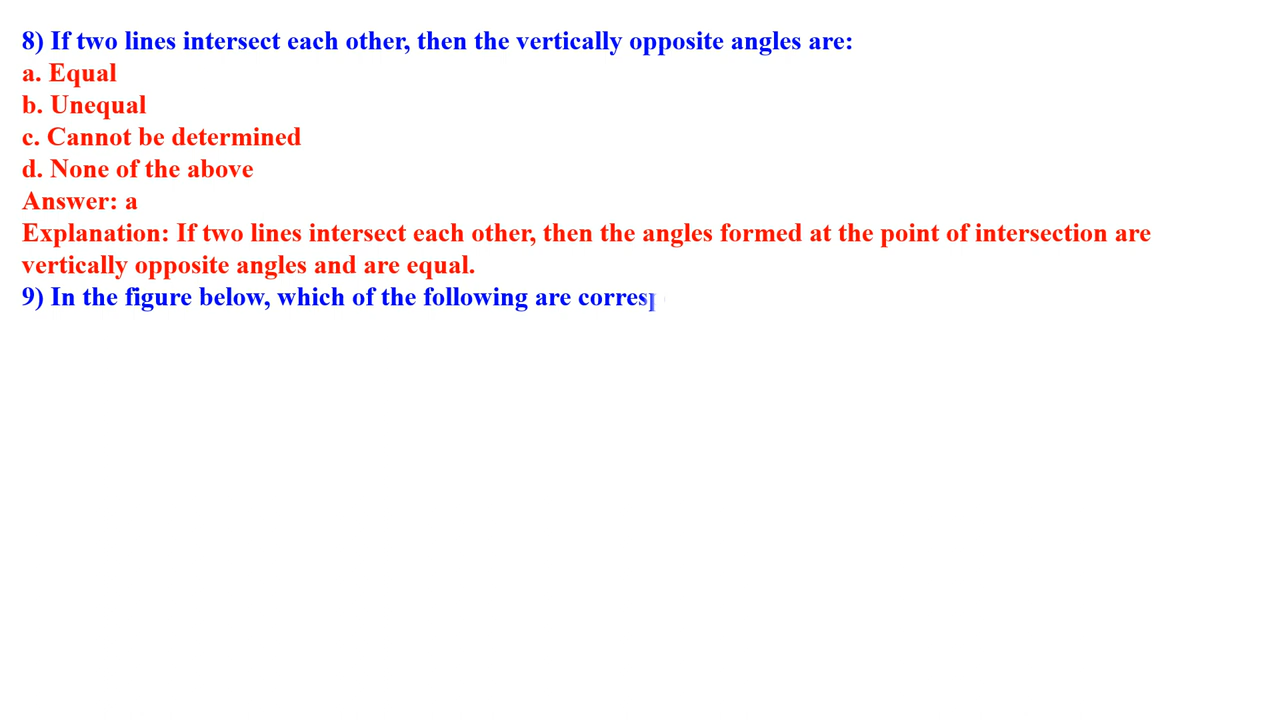 8) If two lines intersect each other, then the vertically opposite angles are:
a. Equal
b. Unequal
c. Cannot be determined
d. None of the above
Answer: a
Explanation: If two lines intersect each other, then the angles formed at the point of intersection are
vertically opposite angles and are equal.
9) In the figure below, which of the following are corresp